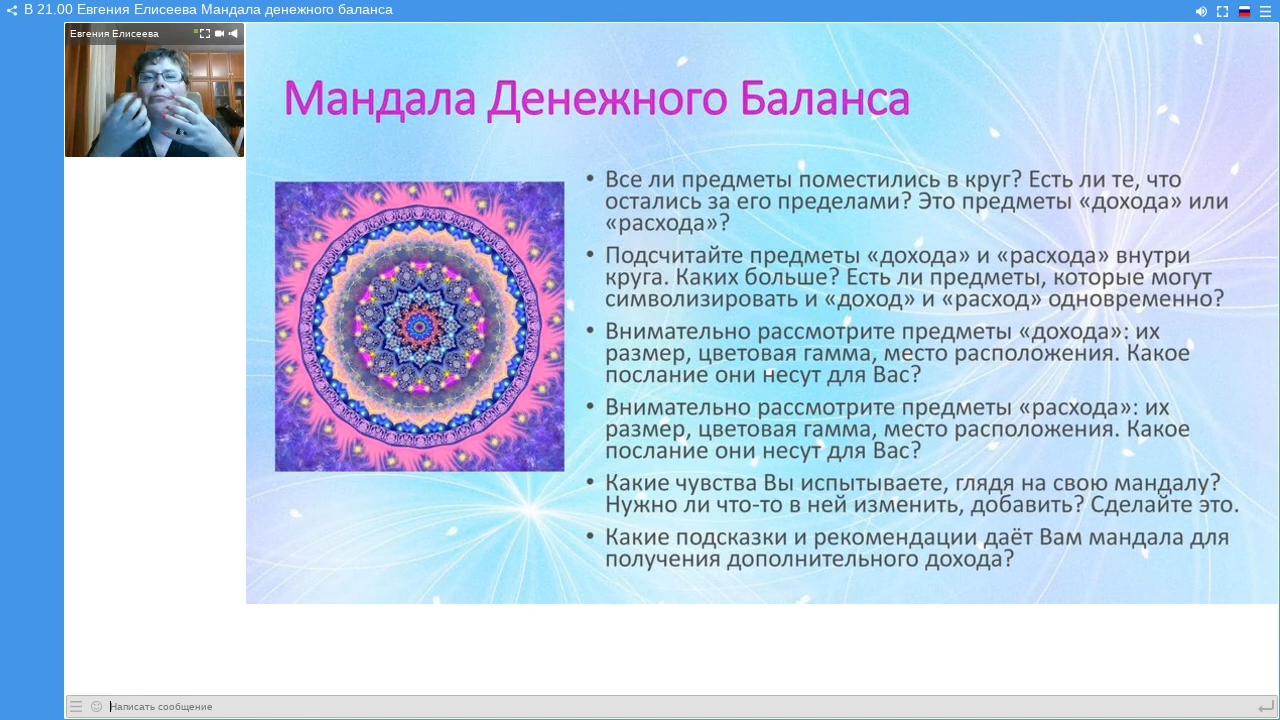 В 21.00 Евгения Елисеева Мандала денежного баланса
Евгения Елисеева
Мандала Денежного Баланса
• Все ли предметы поместились в круг? Есть ли те, что
остались за его пределами? Это предметы «дохода» или
«расхода»?
• Подсчитайте предметы «дохода» и «расхода» внутри
круга. Каких больше? Есть ли предметы, которые могут
символизировать и «доход» и «расход» одновременно?
• Внимательно рассмотрите предметы «дохода»: их
размер, цветовая гамма, место расположения. Какое
послание они несут для Вас?
• Внимательно рассмотрите предметы «расхода»: их
размер, цветовая гамма, место расположения. Какое
послание они несут для Вас?
• Какие чувства Вы испытываете, глядя на свою мандалу?
Нужно ли что-то в ней изменить, добавить? Сделайте это.
• Какие подсказки и рекомендации даёт Вам мандала для
получения дополнительного дохода?
Написать сообщение